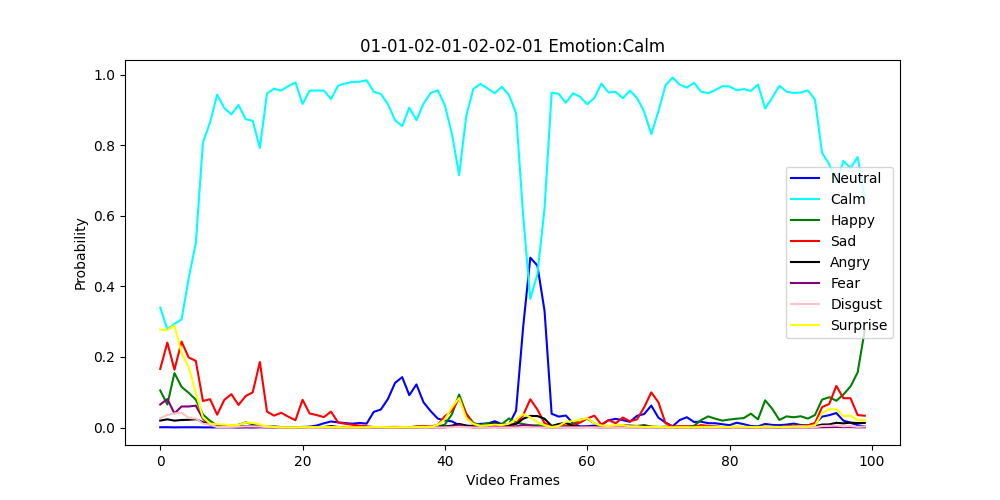 01-01-02-01-02-02-01 Emotion:Calm
Probability
1.0
0.8
0.6
0.4
0.2
0.0
0
20
40
60
80
100
Video Frames
Neutral
Calm
Happy
Sad
Angry
Fear
Disgust
Surprise